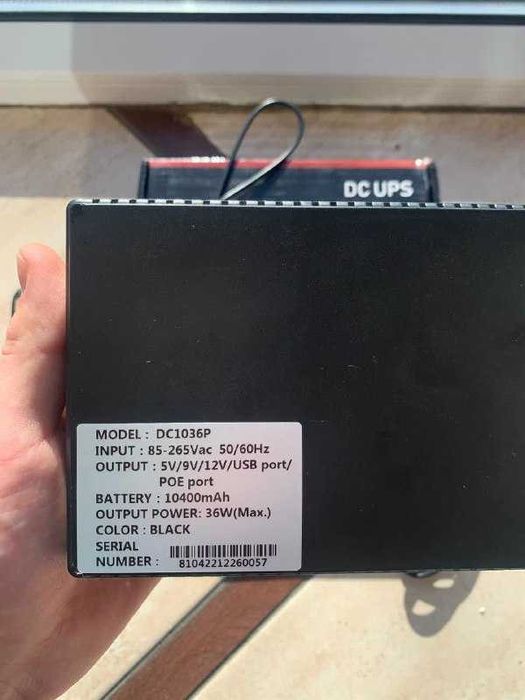 DC UPS
MODEL : DC1036P
INPUT : 85-265Vac 50/60Hz
OUTPUT : 5V/9V/12V/USB port/
POE port
BATTERY : 10400mAh
OUTPUT POWER: 36W(Max.)
COLOR : BLACK
SERIAL
NUMBER : 81042212260057